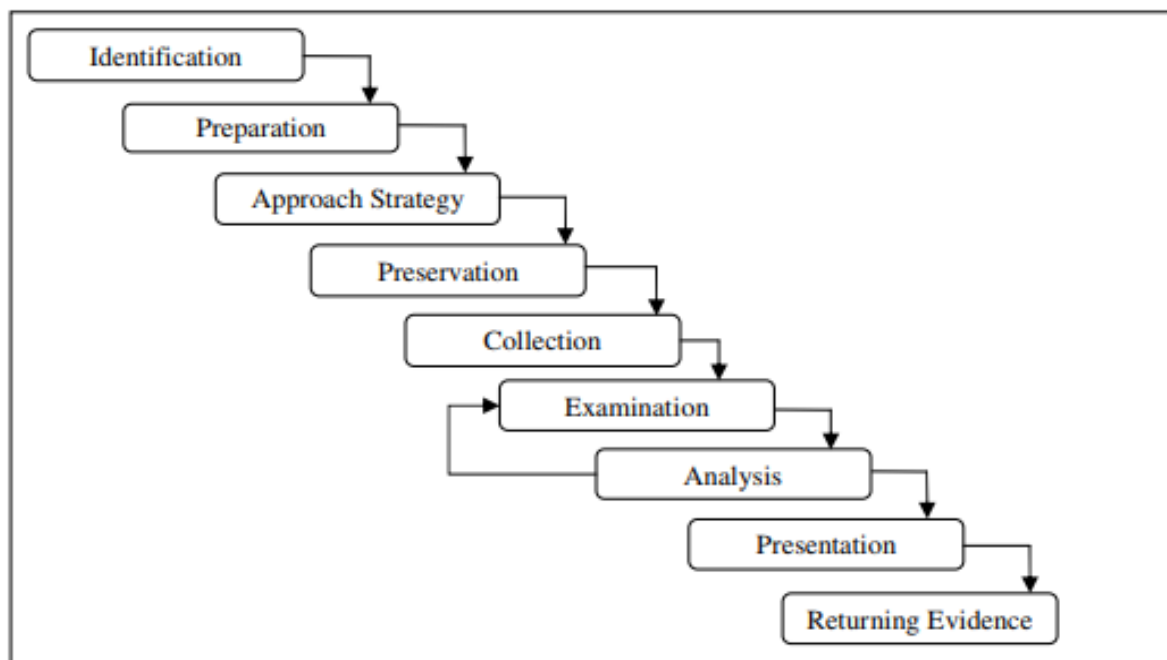 Identification
Preparation
Approach Strategy
Preservation
Collection
Examination
Analysis
Presentation
Returning Evidence